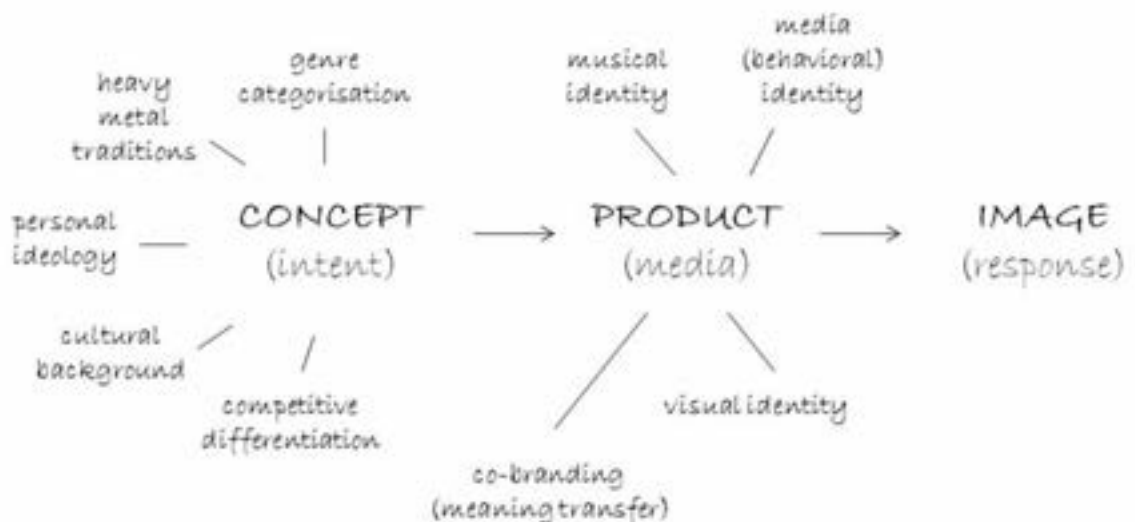 heavy
metal
traditions
genre
categorisation
musical
identity
media
(behavioral)
identity
personal
ideology
CONCEPT
(intent)
PRODUCT
(media)
IMAGE
(response)
cultural
background
competitive
differentiation
co-branding
(meaning transfer)
visual identity